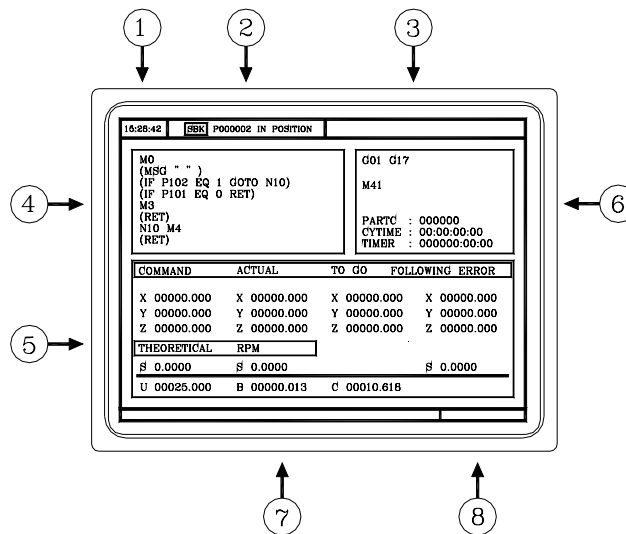 1 2 3
15:28:42 SBK P000002 IN POSITION
M0
(MSG " " )
(IF P102 EQ 1 GOTO N10)
(IF P101 EQ 0 RET)
M3
(RET)
N10 M4
(RET)
G01 G17
M41
PARTC : 000000
CYTIME : 00:00:00:00
TIMER : 000000:00:00
4
6
COMMAND ACTUAL TO GO FOLLOWING ERROR
X 00000.000 X 00000.000 X 00000.000 X 00000.000
Y 00000.000 Y 00000.000 Y 00000.000 Y 00000.000
Z 00000.000 Z 00000.000 Z 00000.000 Z 00000.000
5
THEORETICAL RPM
S 0.0000 S 0.0000 S 0.0000
U 00025.000 B 00000.013 C 00010.618
7 8